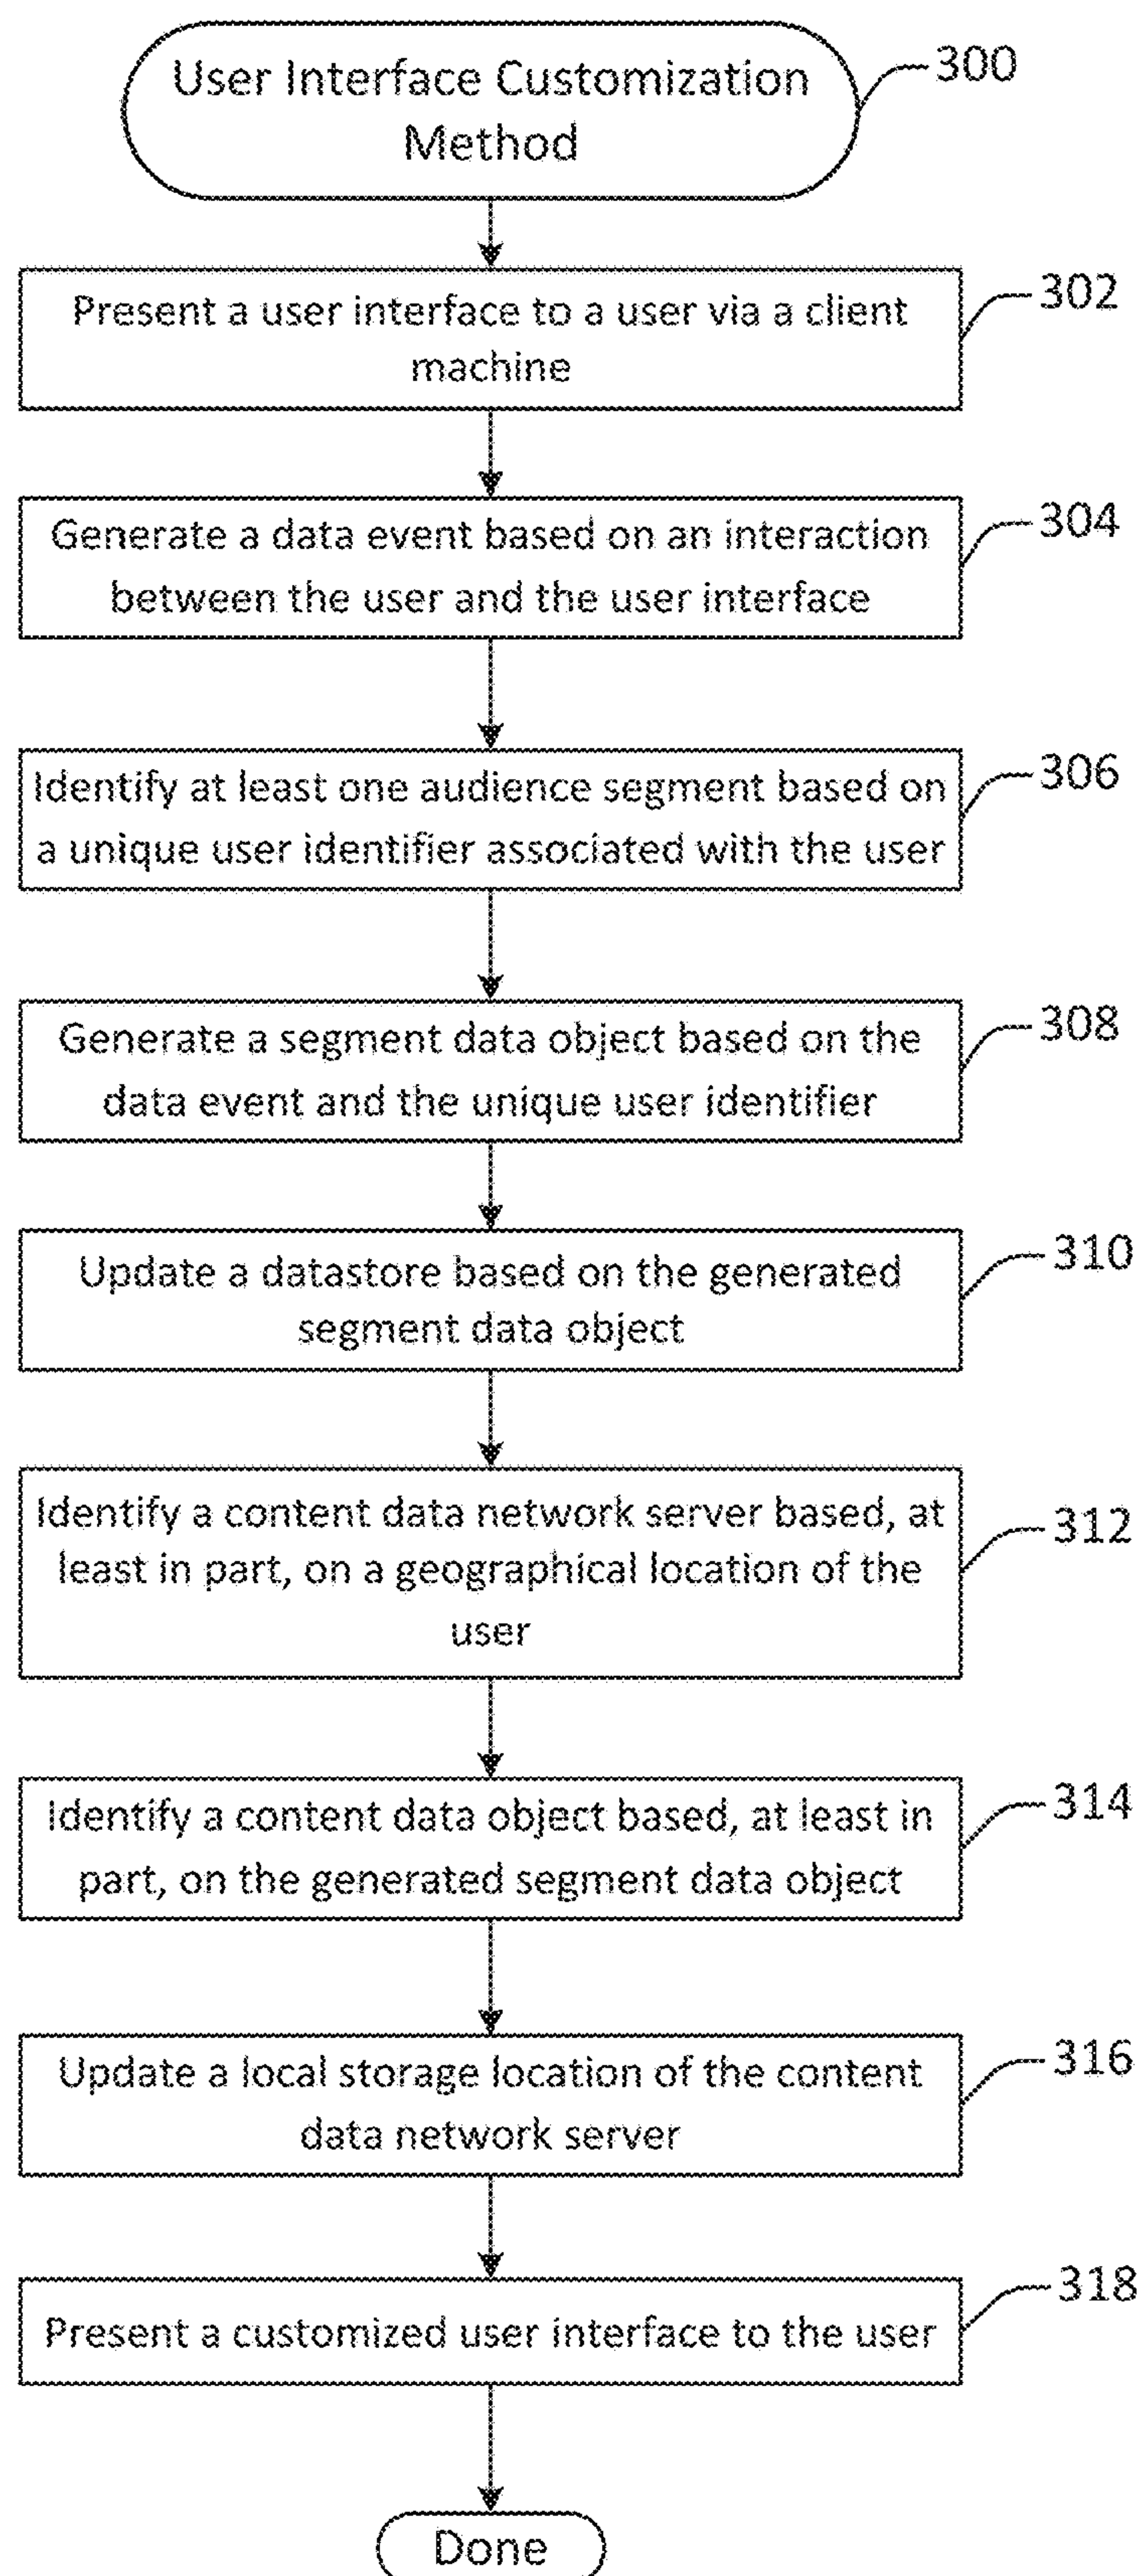 User Interface Customization
Method
300
Present a user interface to a user via a client
machine
302
Generate a data event based on an interaction
between the user and the user interface
304
Identify at least one audience segment based on
a unique user identifier associated with the user
306
Generate a segment data object based on the
data event and the unique user identifier
308
Update a datastore based on the generated
segment data object
310
Identify a content data network server based, at
least in part, on a geographical location of the
user
312
Identify a content data object based, at least in
part, on the generated segment data object
314
Update a local storage location of the content
data network server
316
Present a customized user interface to the user
318
Done